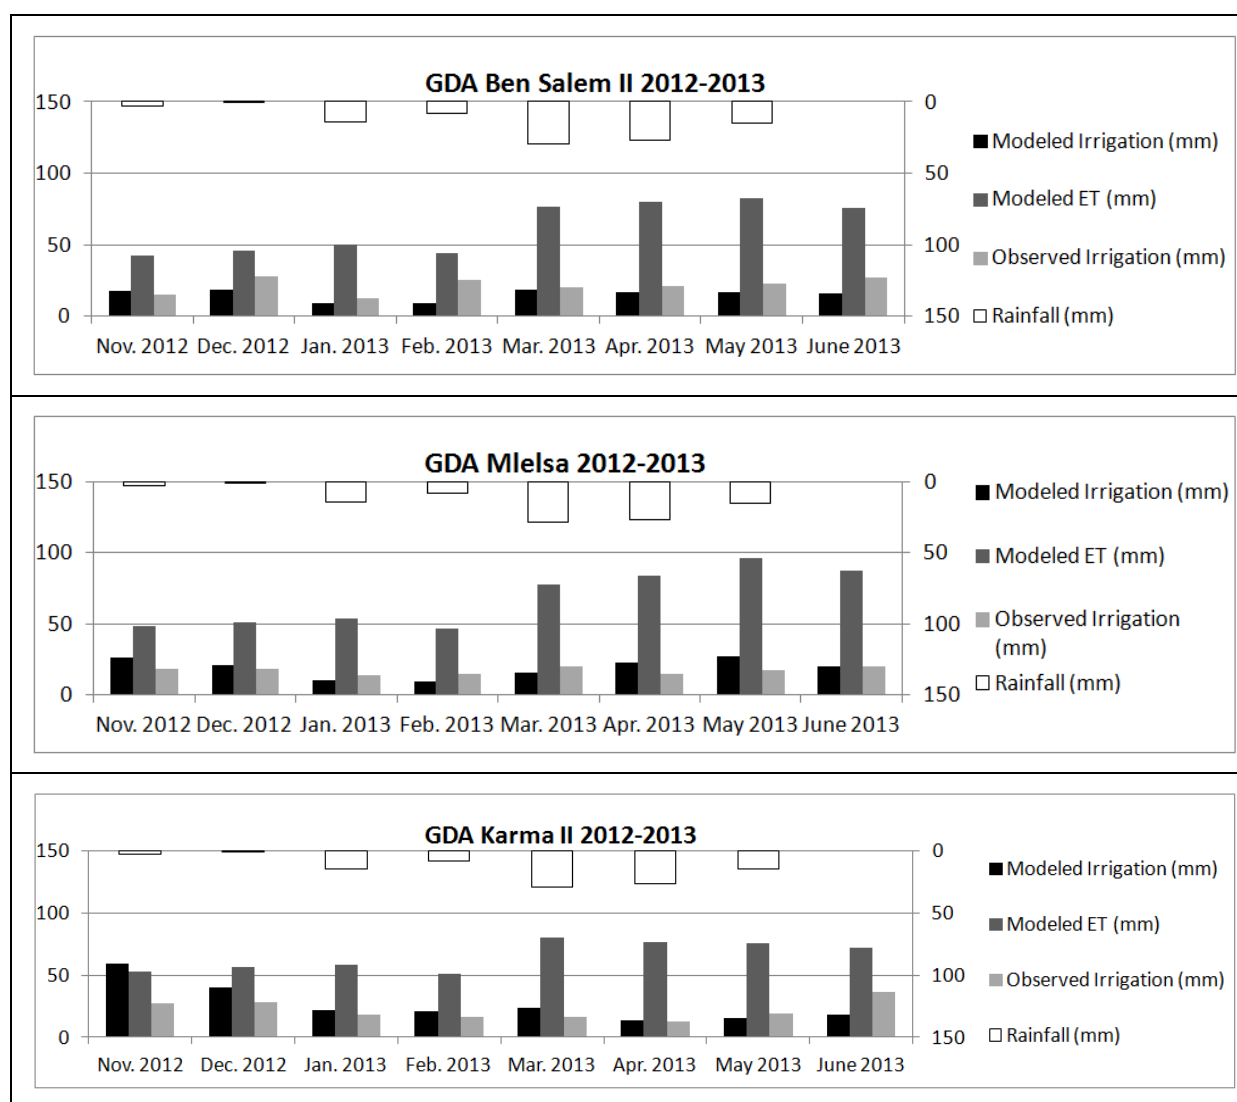 GDA Ben Salem II 2012-2013
150 0
100 50
50 100
0 150
Nov. 2012 Dec. 2012 Jan. 2013 Feb. 2013 Mar. 2013 Apr. 2013 May 2013 June 2013
Modeled Irrigation (mm)
Modeled ET (mm)
Observed Irrigation (mm)
Rainfall (mm)
GDA Mlelsa 2012-2013
150 0
100 50
50 100
0 150
Nov. 2012 Dec. 2012 Jan. 2013 Feb. 2013 Mar. 2013 Apr. 2013 May 2013 June 2013
Modeled Irrigation (mm)
Modeled ET (mm)
Observed Irrigation
(mm)
Rainfall (mm)
GDA Karma II 2012-2013
150 0
100 50
50 100
0 150
Nov. 2012 Dec. 2012 Jan. 2013 Feb. 2013 Mar. 2013 Apr. 2013 May 2013 June 2013
Modeled Irrigation (mm)
Modeled ET (mm)
Observed Irrigation (mm)
Rainfall (mm)